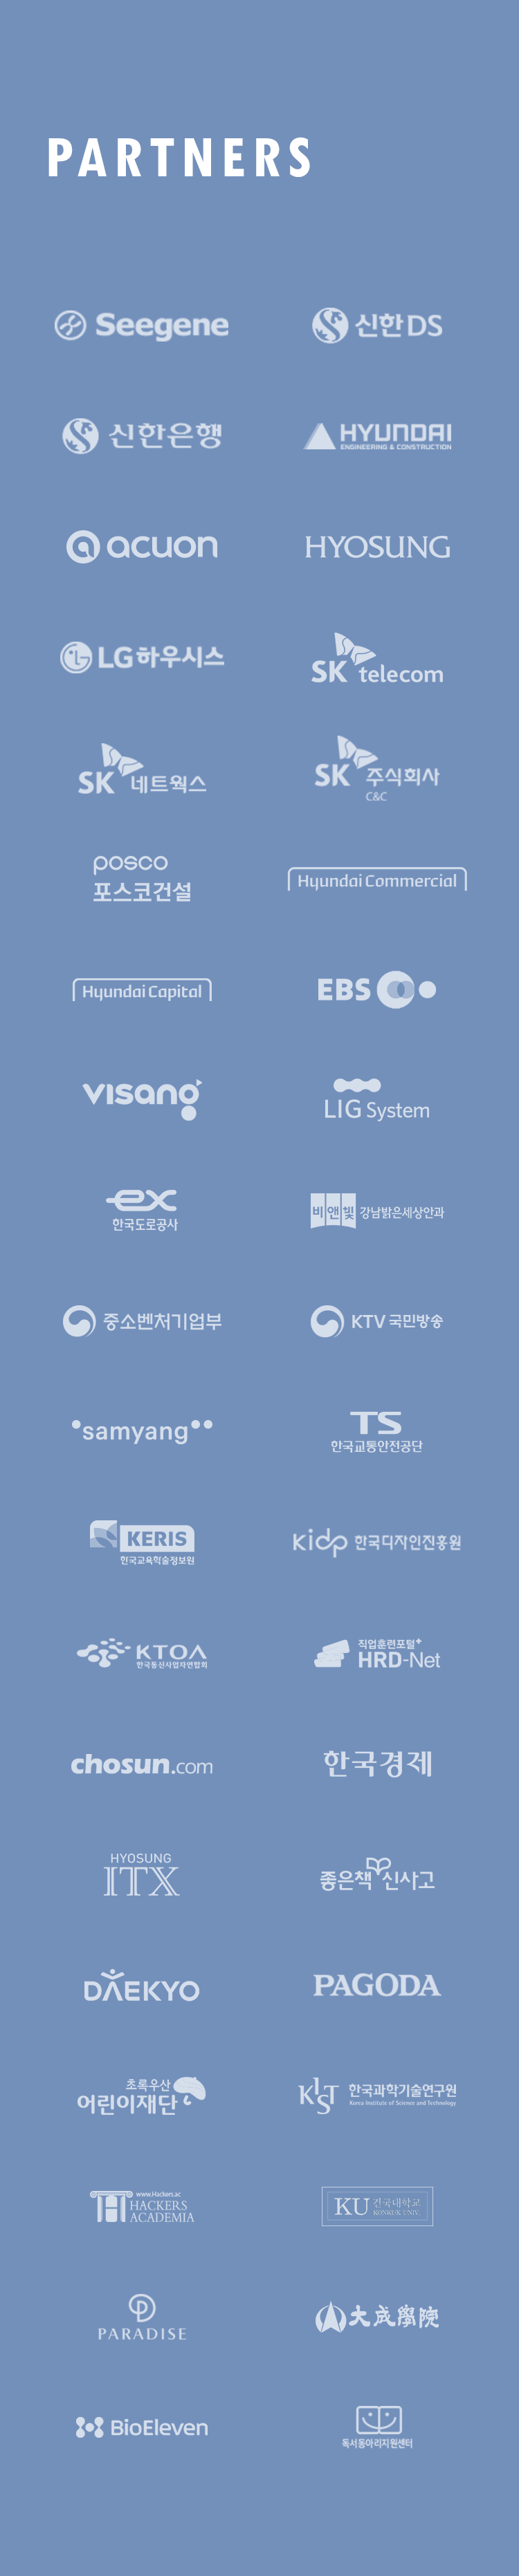 PARTNERS
Seegene
신한DS
신한은행
HYUNDAI
ENGINEERING & CONSTRUCTION
acuon
HYOSUNG
LG하우시스
SK telecom
SK 네트웍스
SK 주식회사
C&C
posco
포스코건설
Hyundai Commercial
Hyundai Capital
EBS
visang
LIG System
ex
한국도로공사
비앤빛 강남밝은세상안과
중소벤처기업부
KTV 국민방송
samyang
TS
한국교통안전공단
KERIS
한국교육학술정보원
kidp 한국디자인진흥원
KTOA
한국통신사업자연합회
직업훈련포털+
HRD-Net
chosun.com
한국경제
HYOSUNG
ITX
좋은책 신사고
DAEKYO
PAGODA
초록우산
어린이재단
KIST 한국과학기술연구원
Korea Institute of Science and Technology
www.Hackers.ac
HACKERS
ACADEMIA
KU 건국대학교
KONKUK UNIV.
PARADISE
大成學院
BioEleven
독서동아리지원센터